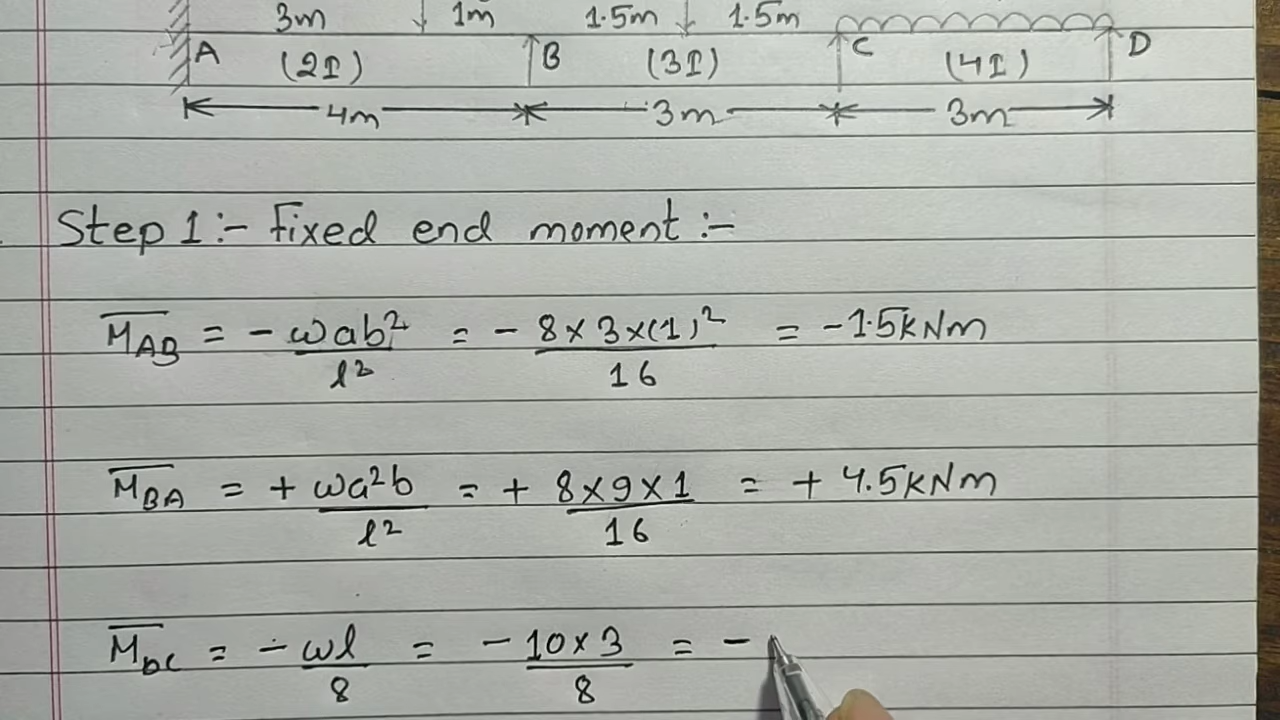 3m 1m 1.5m 1.5m
A (2I) B (3I) C (4I) D
4m 3m 3m
Step 1:- Fixed end moment :-
M̅AB = - wab²/l² = - 8×3×(1)²/16 = -1.5kNm
M̅BA = + wa²b/l² = + 8×9×1/16 = + 4.5kNm
M̅bc = - wl/8 = - 10×3/8 = -